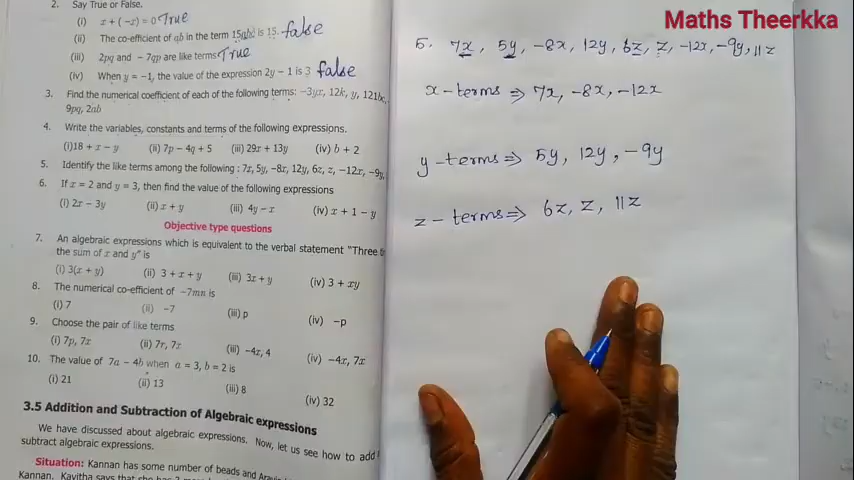 Maths Theerkka
2. Say True or False.
(i) x + (−x) = 0 True
(ii) The co-efficient of ab in the term 15abc is 15. false
(iii) 2pq and − 7qp are like terms True
(iv) When y = −1, the value of the expression 2y − 1 is 3 false
3. Find the numerical coefficient of each of the following terms: −3yx, 12k, y, 121bc,
9pq, 2ab
4. Write the variables, constants and terms of the following expressions.
(i)18 + x − y (ii) 7p − 4q + 5 (iii) 29x + 13y (iv) b + 2
5. Identify the like terms among the following : 7x, 5y, −8x, 12y, 6z, z, −12x, −9y,
6. If x = 2 and y = 3, then find the value of the following expressions
(i) 2x − 3y (ii) x + y (iii) 4y − x (iv) x + 1 − y
Objective type questions
7. An algebraic expressions which is equivalent to the verbal statement "Three
the sum of x and y" is
(i) 3(x + y) (ii) 3 + x + y (iii) 3x + y (iv) 3 + xy
8. The numerical co-efficient of −7mn is
(i) 7 (ii) −7 (iii) p (iv) −p
9. Choose the pair of like terms
(i) 7p, 7x (ii) 7r, 7x (iii) −4x, 4 (iv) −4x, 7x
10. The value of 7a − 4b when a = 3, b = 2 is
(i) 21 (ii) 13 (iii) 8 (iv) 32
3.5 Addition and Subtraction of Algebraic expressions
We have discussed about algebraic expressions. Now, let us see how to add
subtract algebraic expressions.
Situation: Kannan has some number of beads and
Kannan. Kavitha says that she has
5. 7x, 5y, −8x, 12y, 6z, z, −12x, −9y, 11z
x - terms ⇒ 7x, −8x, −12x
y - terms ⇒ 5y, 12y, −9y
z - terms ⇒ 6z, z, 11z